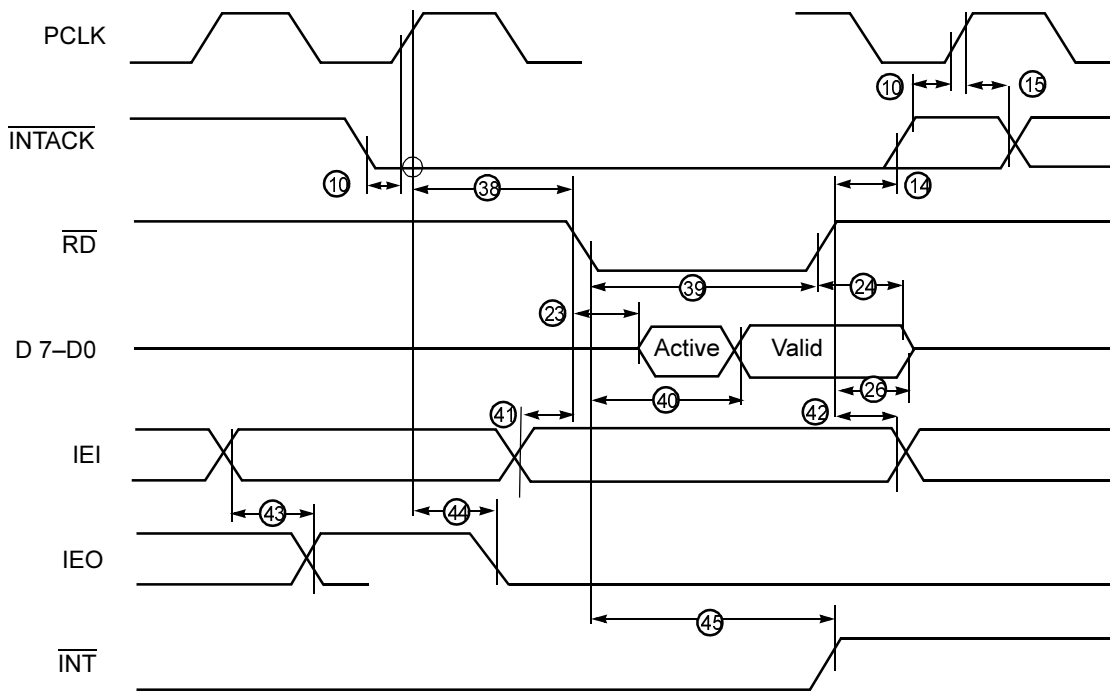 PCLK
10
15
INTACK
10
38
14
RD
39
24
23
D 7–D0
Active
Valid
40
26
41
42
IEI
43
44
IEO
45
INT